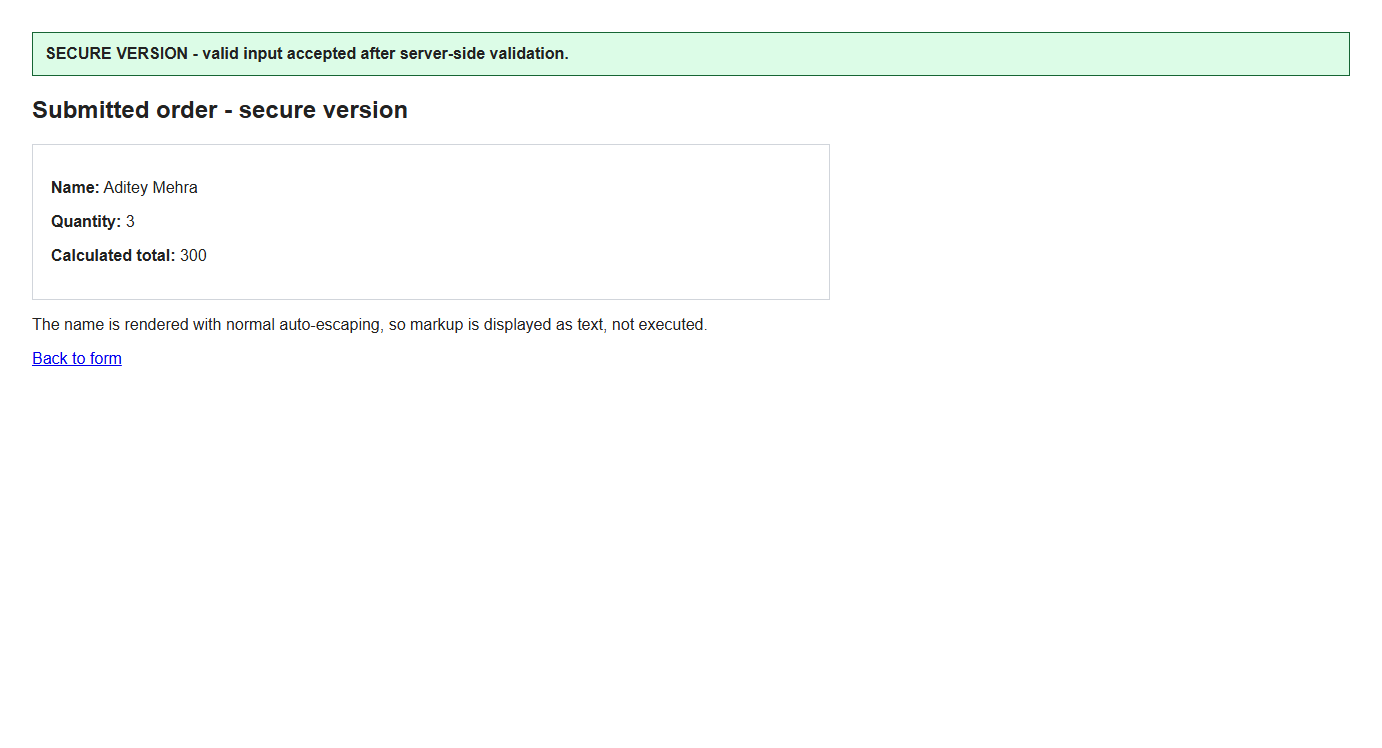 SECURE VERSION - valid input accepted after server-side validation.
Submitted order - secure version
Name: Aditey Mehra
Quantity: 3
Calculated total: 300
The name is rendered with normal auto-escaping, so markup is displayed as text, not executed.
Back to form